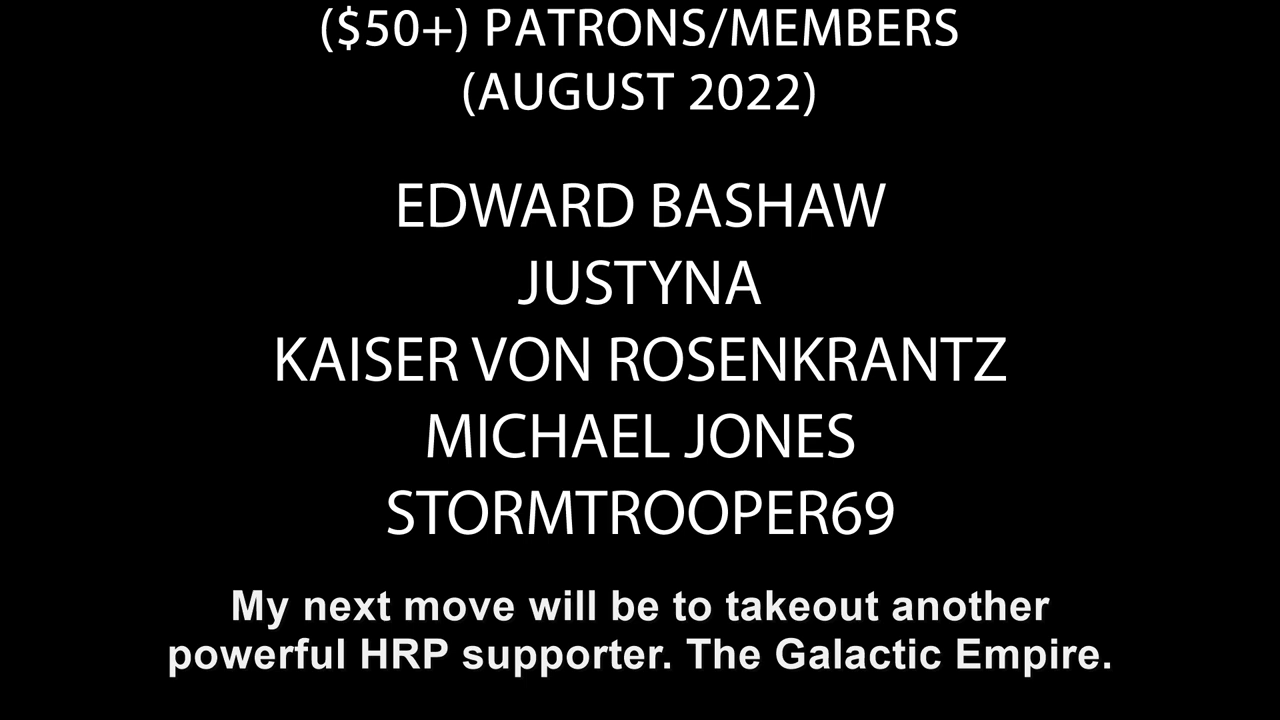 ($50+) PATRONS/MEMBERS
(AUGUST 2022)
EDWARD BASHAW
JUSTYNA
KAISER VON ROSENKRANTZ
MICHAEL JONES
STORMTROOPER69
My next move will be to takeout another
powerful HRP supporter. The Galactic Empire.